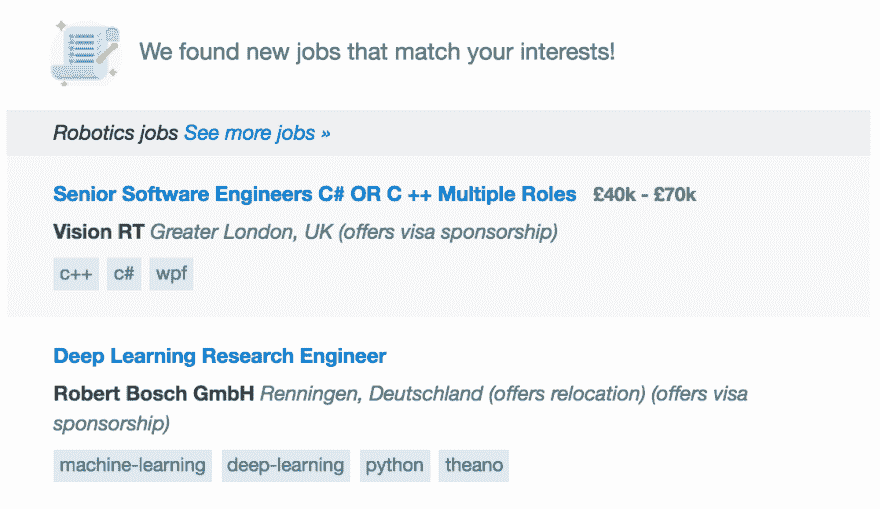 We found new jobs that match your interests!
Robotics jobs See more jobs »
Senior Software Engineers C# OR C ++ Multiple Roles £40k - £70k
Vision RT Greater London, UK (offers visa sponsorship)
c++ c# wpf
Deep Learning Research Engineer
Robert Bosch GmbH Renningen, Deutschland (offers relocation) (offers visa
sponsorship)
machine-learning deep-learning python theano